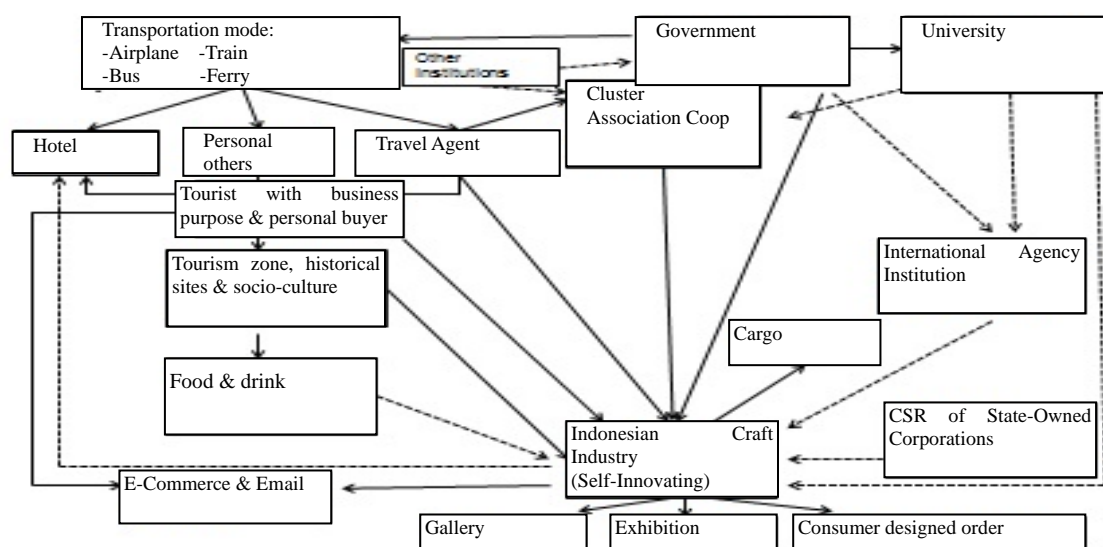 Transportation mode:
-Airplane -Train
-Bus -Ferry
Other
Institutions
Government
University
Cluster
Association Coop
Hotel
Personal
others
Travel Agent
Tourist with business
purpose & personal buyer
Tourism zone, historical
sites & socio-culture
International Agency
Institution
Cargo
Food & drink
Indonesian Craft
Industry
(Self-Innovating)
CSR of State-Owned
Corporations
E-Commerce & Email
Gallery
Exhibition
Consumer designed order